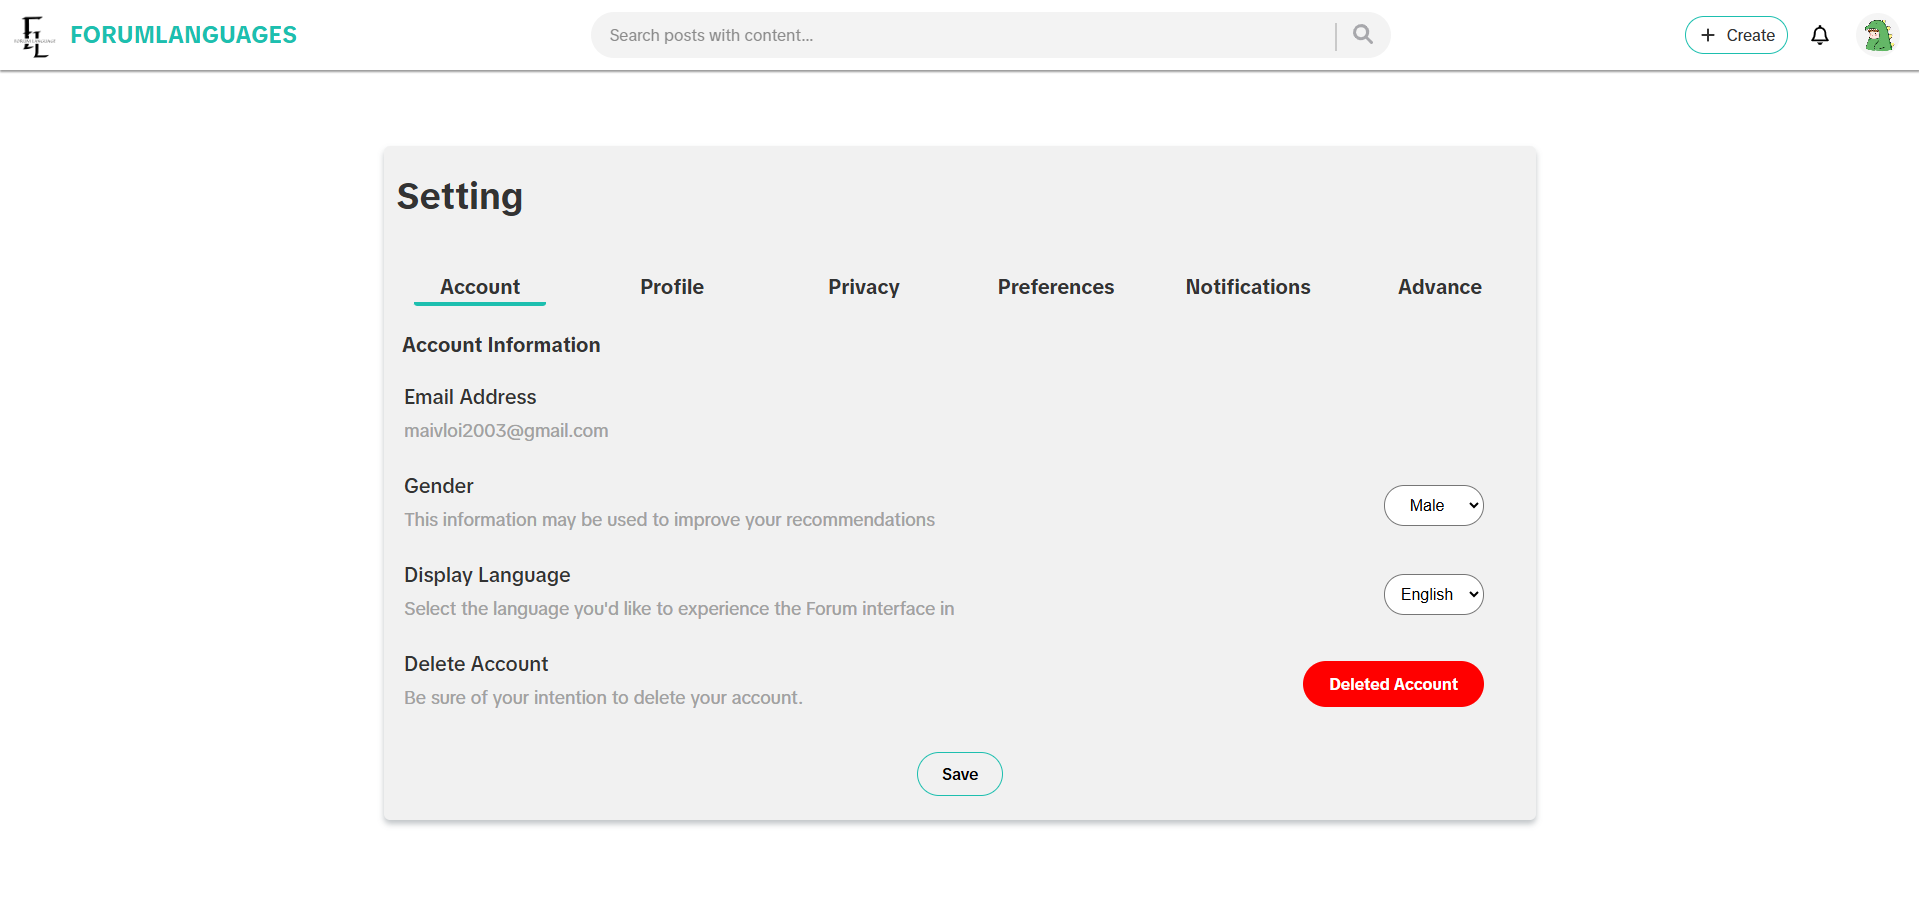 FORUMLANGUAGES
Search posts with content...
Create
Setting
Account Profile Privacy Preferences Notifications Advance
Account Information
Email Address
maivloi2003@gmail.com
Gender
This information may be used to improve your recommendations
Male
Display Language
Select the language you'd like to experience the Forum interface in
English
Delete Account
Be sure of your intention to delete your account.
Deleted Account
Save